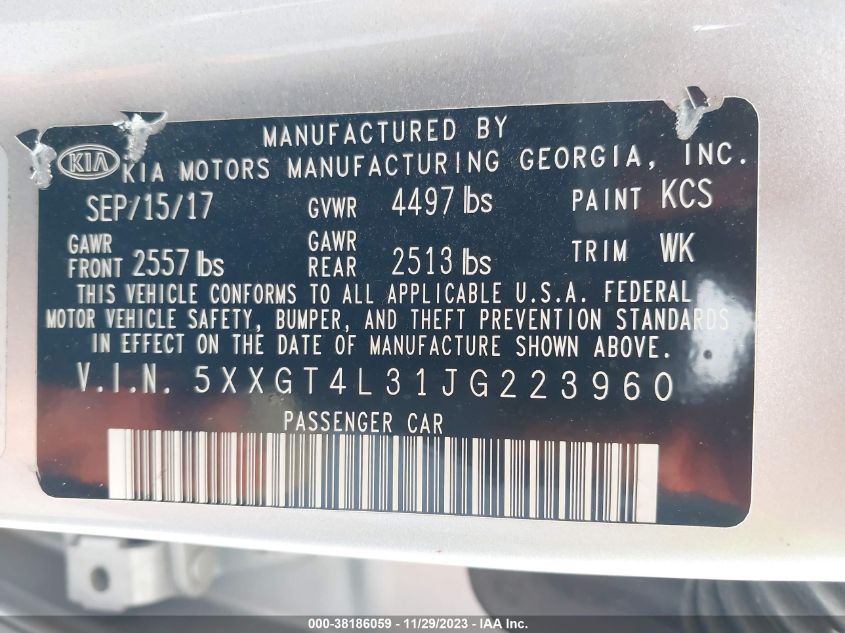 MANUFACTURED BY
KIA KIA MOTORS MANUFACTURING GEORGIA, INC.
SEP/15/17 GVWR 4497 lbs PAINT KCS
GAWR FRONT 2557 lbs GAWR REAR 2513 lbs TRIM WK
THIS VEHICLE CONFORMS TO ALL APPLICABLE U.S.A. FEDERAL
MOTOR VEHICLE SAFETY, BUMPER, AND THEFT PREVENTION STANDARDS
IN EFFECT ON THE DATE OF MANUFACTURE SHOWN ABOVE.
V.I.N. 5XXGT4L31JG223960
PASSENGER CAR
000-38186059 - 11/29/2023 - IAAI Inc.